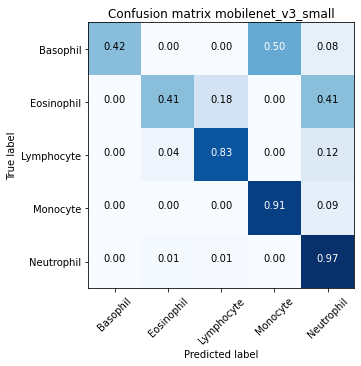 Confusion matrix mobilenet_v3_small
True label
Basophil 0.42 0.00 0.00 0.50 0.08
Eosinophil 0.00 0.41 0.18 0.00 0.41
Lymphocyte 0.00 0.04 0.83 0.00 0.12
Monocyte 0.00 0.00 0.00 0.91 0.09
Neutrophil 0.00 0.01 0.01 0.00 0.97
Basophil Eosinophil Lymphocyte Monocyte Neutrophil
Predicted label